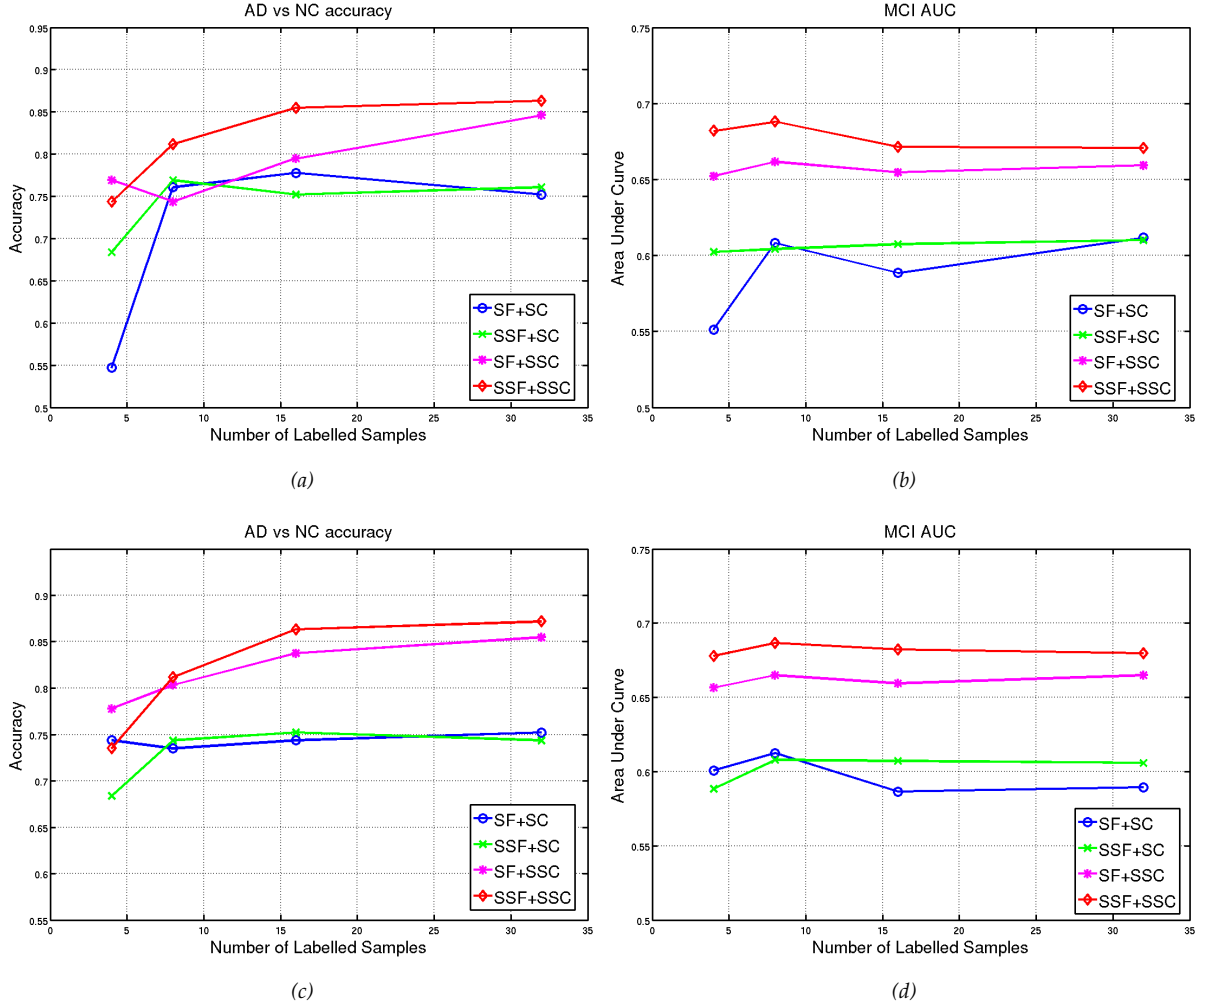 AD vs NC accuracy
0.95
0.9
0.85
0.8
0.75
0.7
0.65
0.6
0.55
0.5
Accuracy
SF+SC
SSF+SC
SF+SSC
SSF+SSC
0 5 10 15 20 25 30 35
Number of Labelled Samples
(a)
MCI AUC
0.75
0.7
0.65
0.6
0.55
0.5
Area Under Curve
SF+SC
SSF+SC
SF+SSC
SSF+SSC
0 5 10 15 20 25 30 35
Number of Labelled Samples
(b)
AD vs NC accuracy
0.9
0.85
0.8
0.75
0.7
0.65
0.6
0.55
Accuracy
SF+SC
SSF+SC
SF+SSC
SSF+SSC
0 5 10 15 20 25 30 35
Number of Labelled Samples
(c)
MCI AUC
0.75
0.7
0.65
0.6
0.55
0.5
Area Under Curve
SF+SC
SSF+SC
SF+SSC
SSF+SSC
0 5 10 15 20 25 30 35
Number of Labelled Samples
(d)